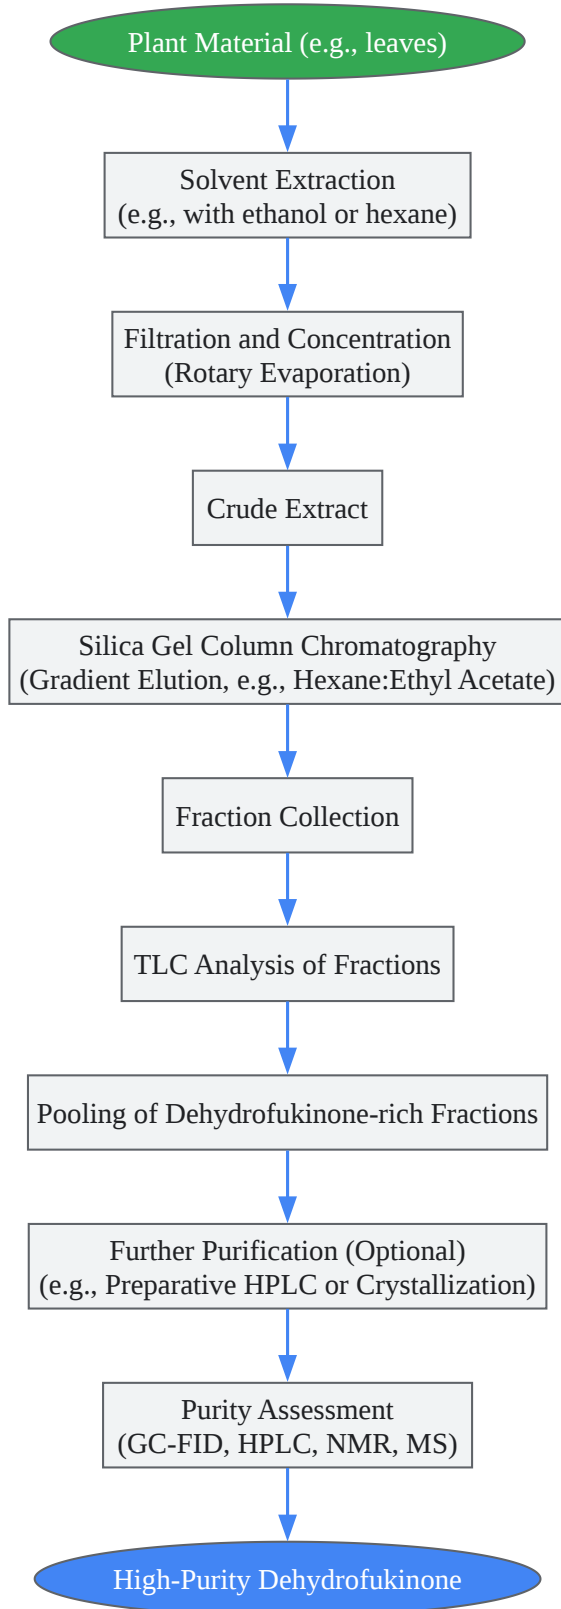 Plant Material (e.g., leaves)
Solvent Extraction
(e.g., with ethanol or hexane)
Filtration and Concentration
(Rotary Evaporation)
Crude Extract
Silica Gel Column Chromatography
(Gradient Elution, e.g., Hexane:Ethyl Acetate)
Fraction Collection
TLC Analysis of Fractions
Pooling of Dehydrofukinone-rich Fractions
Further Purification (Optional)
(e.g., Preparative HPLC or Crystallization)
Purity Assessment
(GC-FID, HPLC, NMR, MS)
High-Purity Dehydrofukinone